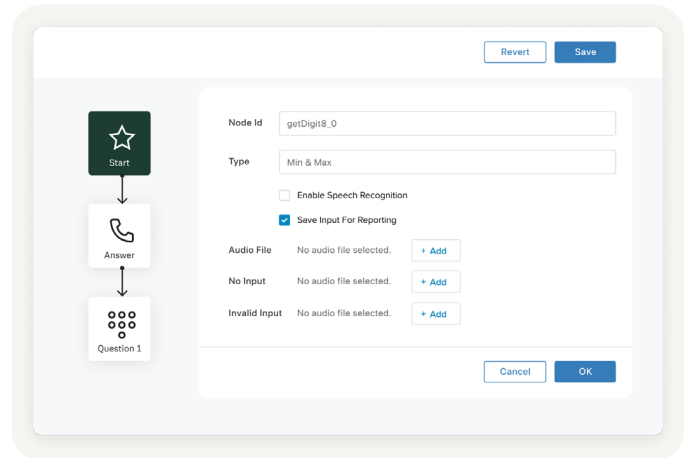 Revert Save
Start
Answer
Question 1
Node Id getDigit8_0
Type Min & Max
Enable Speech Recognition
Save Input For Reporting
Audio File No audio file selected. + Add
No Input No audio file selected. + Add
Invalid Input No audio file selected. + Add
Cancel OK